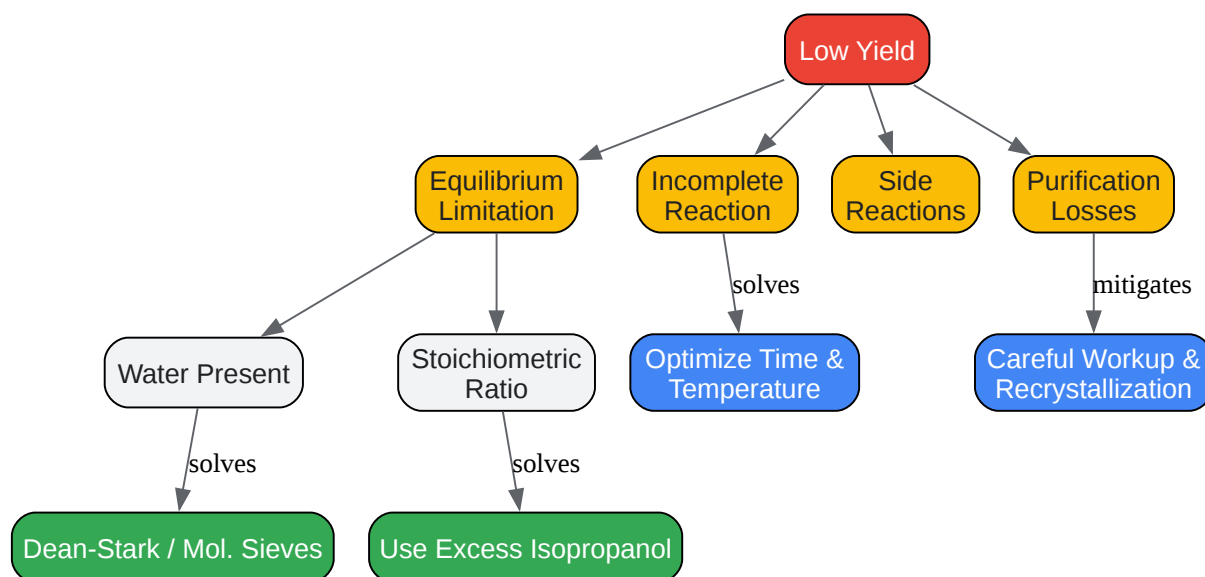 Low Yield
Equilibrium
Limitation
Incomplete
Reaction
Side
Reactions
Purification
Losses
solves
mitigates
Water Present
Stoichiometric
Ratio
Optimize Time &
Temperature
Careful Workup &
Recrystallization
solves
solves
Dean-Stark / Mol. Sieves
Use Excess Isopropanol